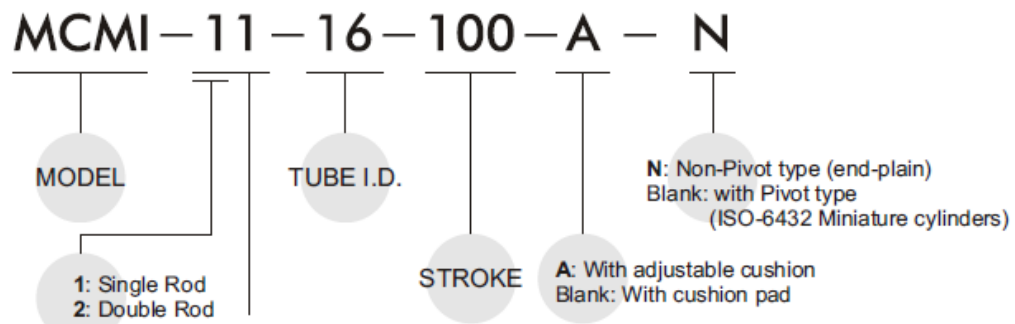 MCMI – 11 – 16 – 100 – A – N
MODEL
TUBE I.D.
N: Non-Pivot type (end-plain)
Blank: with Pivot type
(ISO-6432 Miniature cylinders)
1: Single Rod
2: Double Rod
STROKE
A: With adjustable cushion
Blank: With cushion pad